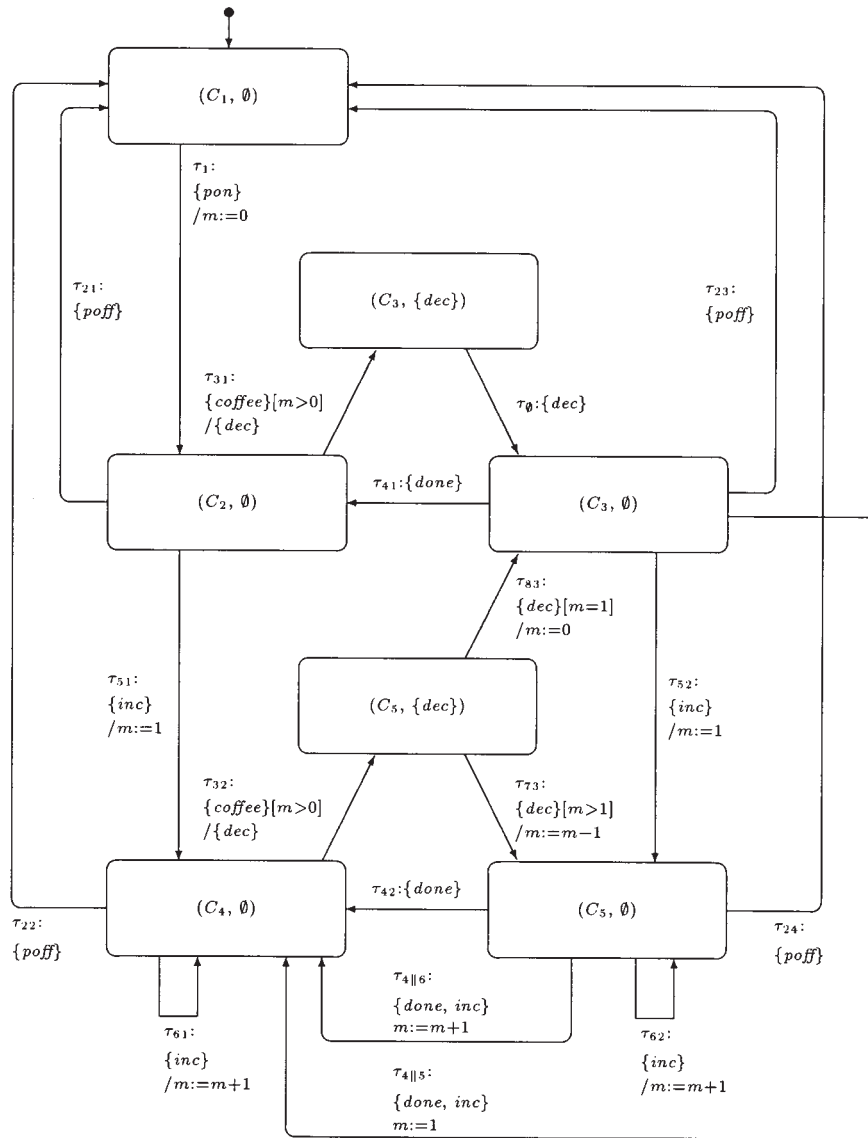 (C₁, ∅)
τ₁:
{pon}
/m:=0
τ₂₁:
{poff}
(C₃, {dec})
τ₂₃:
{poff}
τ₃₁:
{coffee}[m>0]
/{dec}
τ∅:{dec}
(C₂, ∅)
τ₄₁:{done}
(C₃, ∅)
τ₈₃:
{dec}[m=1]
/m:=0
τ₅₁:
{inc}
/m:=1
(C₅, {dec})
τ₅₂:
{inc}
/m:=1
τ₃₂:
{coffee}[m>0]
/{dec}
τ₇₃:
{dec}[m>1]
/m:=m−1
(C₄, ∅)
τ₄₂:{done}
(C₅, ∅)
τ₂₂:
{poff}
τ₂₄:
{poff}
τ₄∥₆:
{done, inc}
m:=m+1
τ₆₁:
{inc}
/m:=m+1
τ₆₂:
{inc}
/m:=m+1
τ₄∥₅:
{done, inc}
m:=1